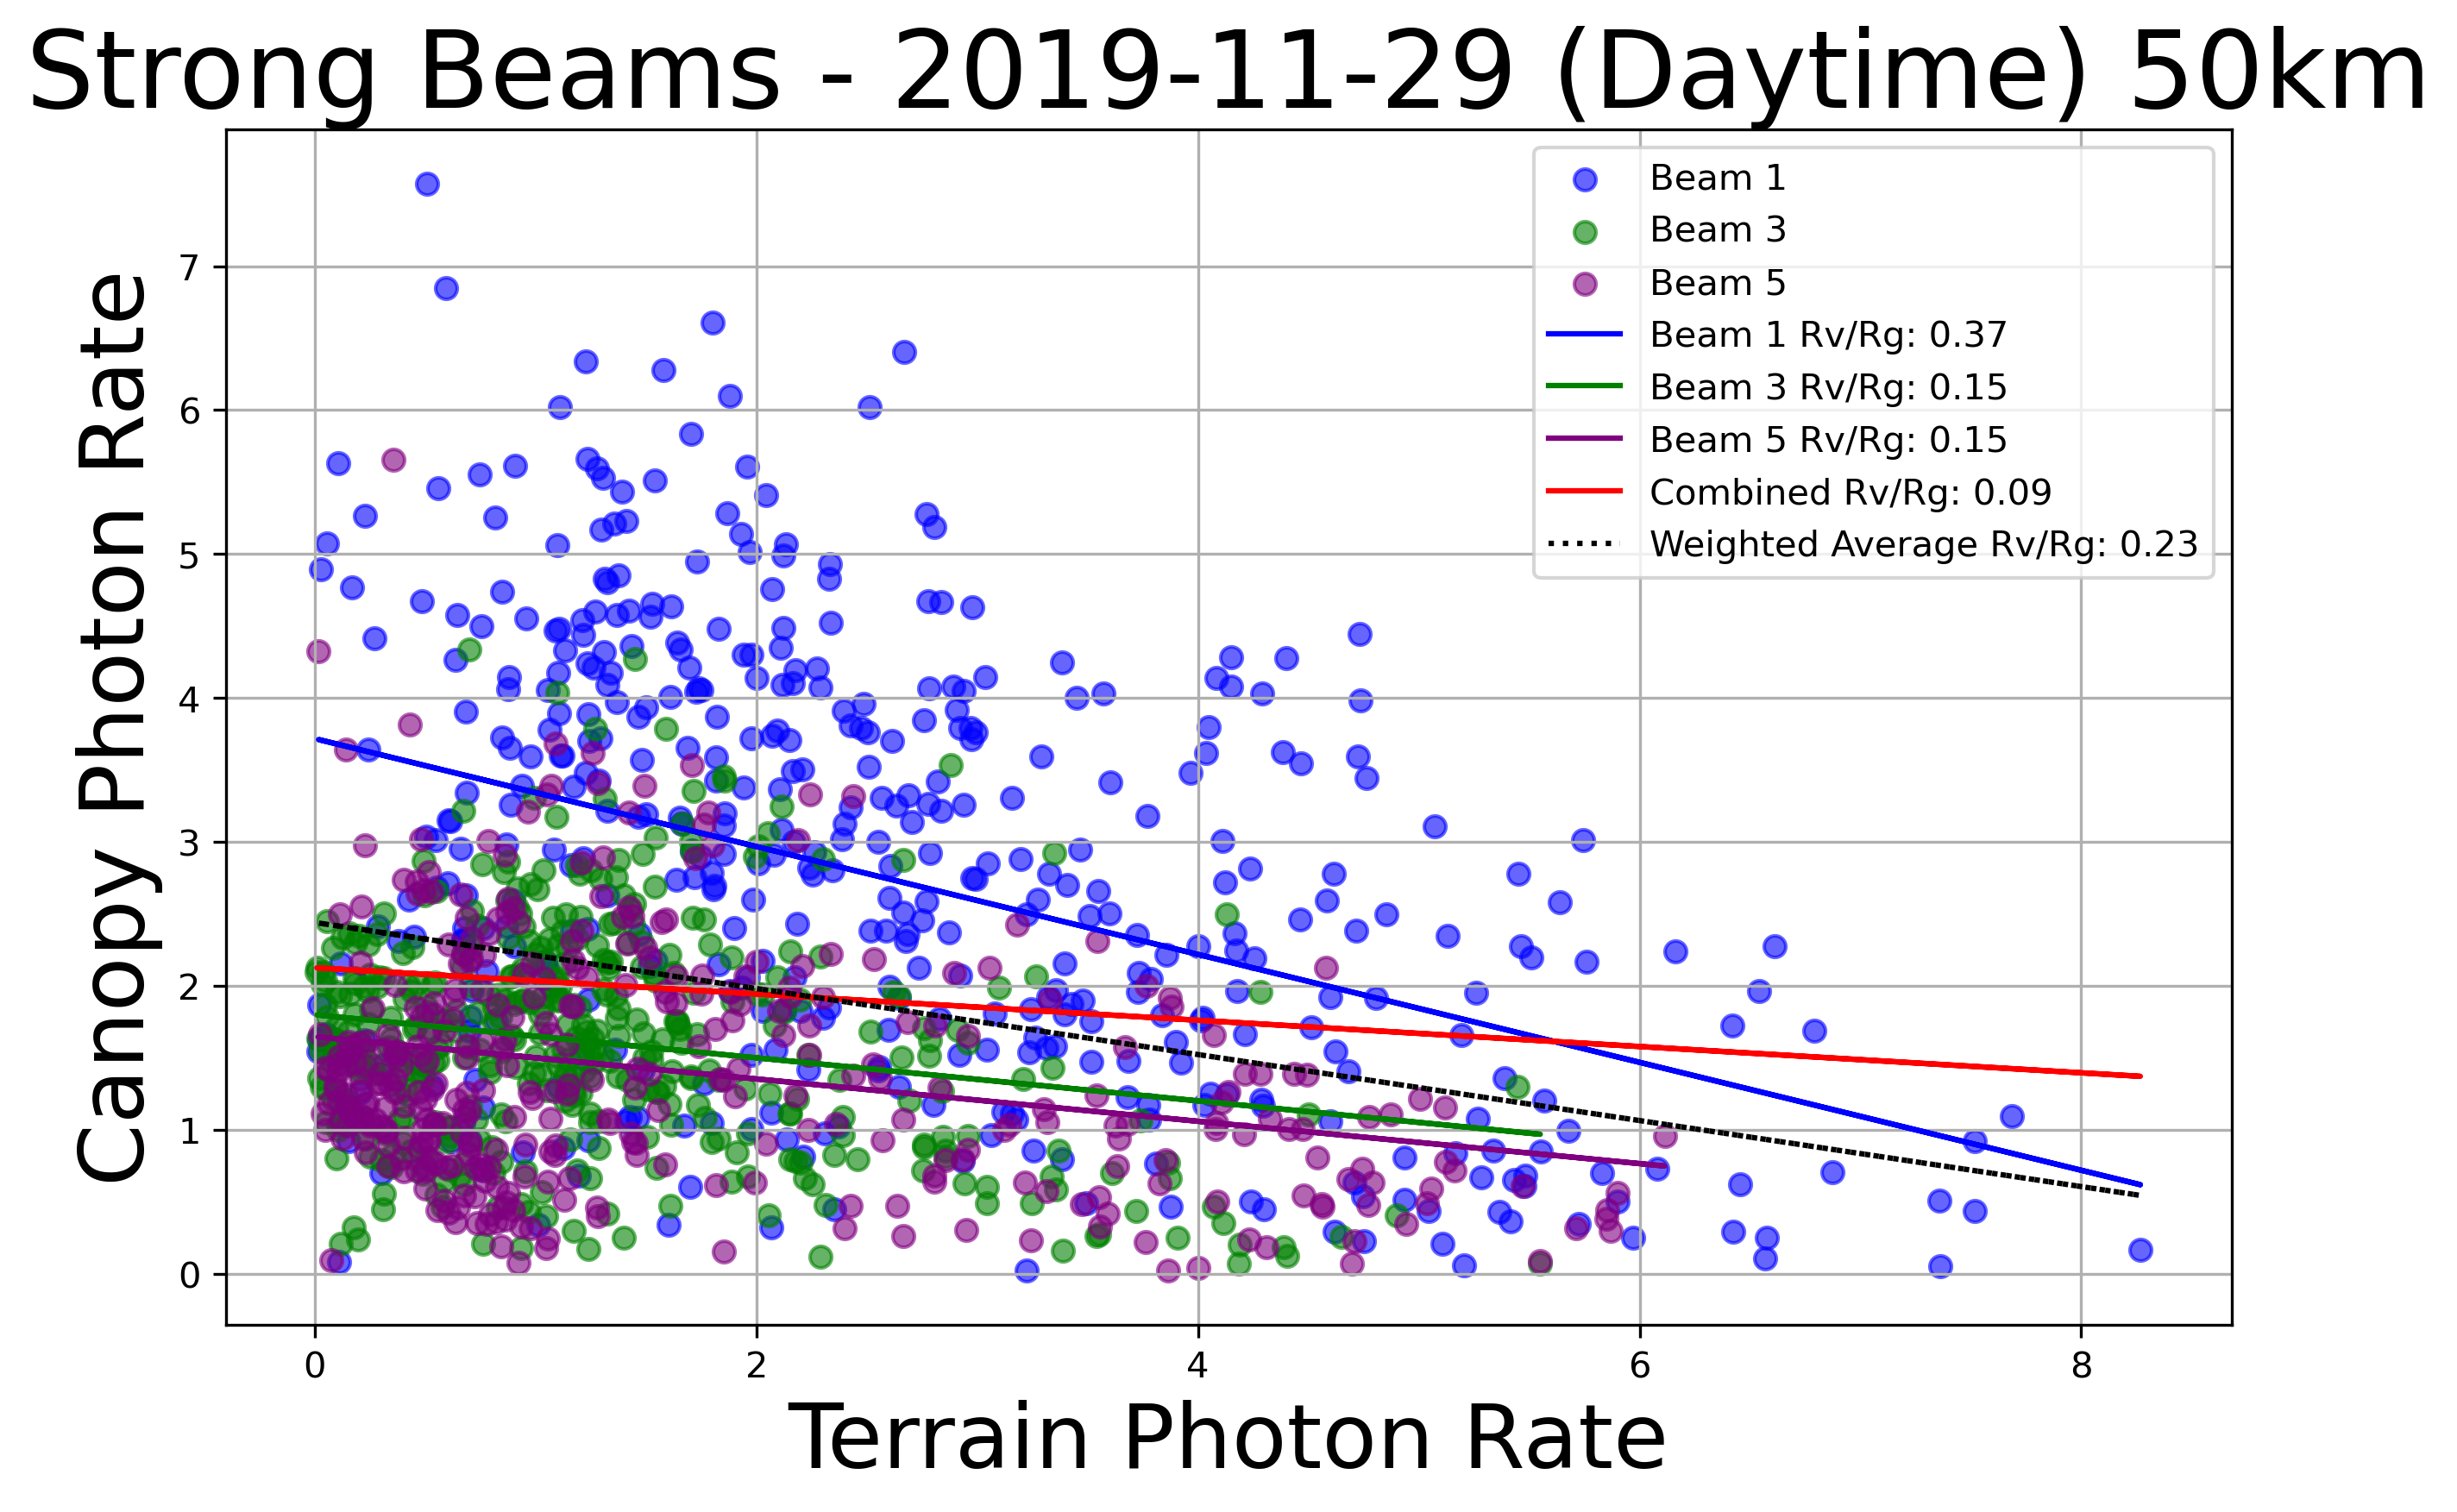 Strong Beams - 2019-11-29 (Daytime) 50km
Canopy Photon Rate
7
6
5
4
3
2
1
0
Beam 1
Beam 3
Beam 5
Beam 1 Rv/Rg: 0.37
Beam 3 Rv/Rg: 0.15
Beam 5 Rv/Rg: 0.15
Combined Rv/Rg: 0.09
Weighted Average Rv/Rg: 0.23
0 2 4 6 8
Terrain Photon Rate